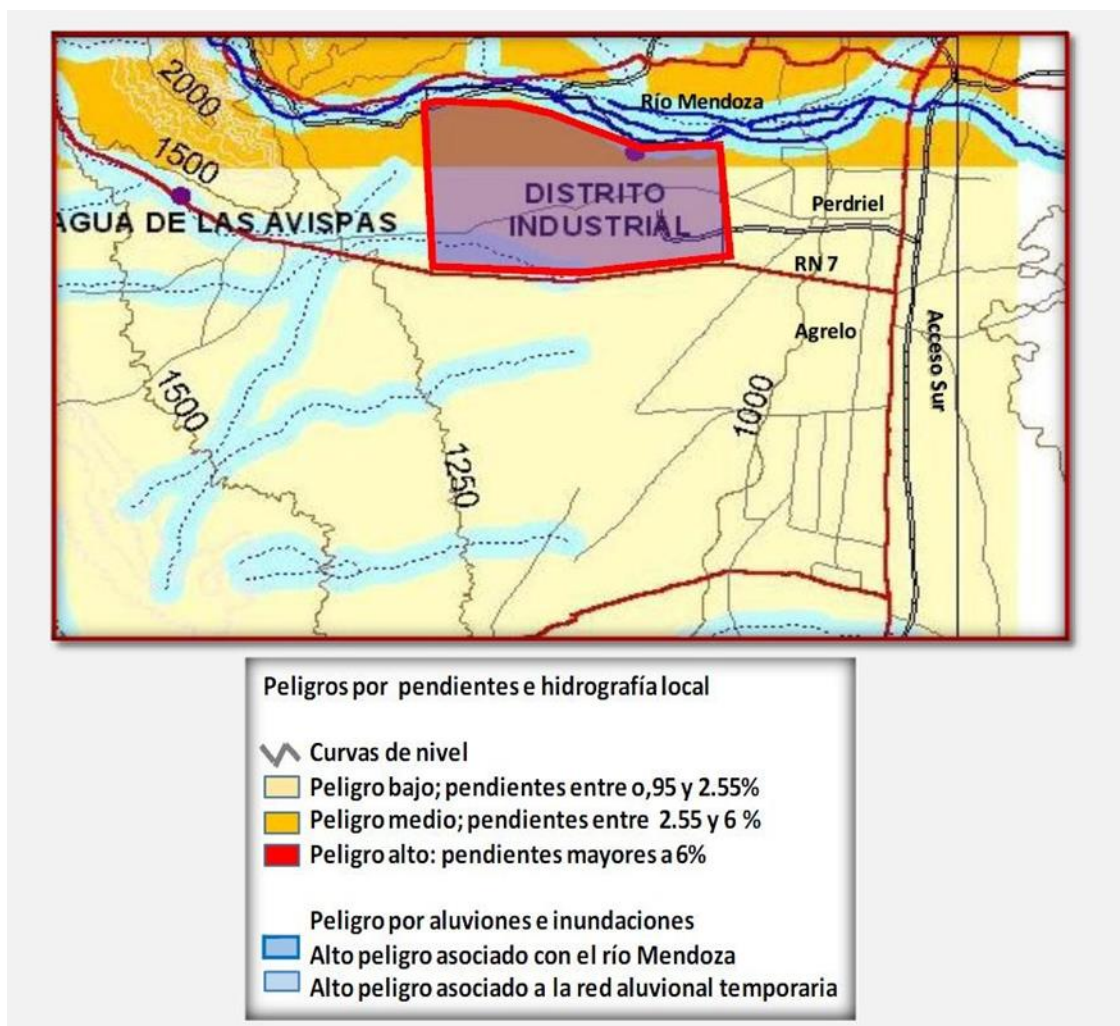 2000
1500
Río Mendoza
DISTRITO
INDUSTRIAL
AGUA DE LAS AVISPAS
Perdriel
RN 7
Agrelo
Acceso Sur
1500
1250
1000
Peligros por pendientes e hidrografía local
Curvas de nivel
Peligro bajo; pendientes entre 0,95 y 2.55%
Peligro medio; pendientes entre 2.55 y 6 %
Peligro alto: pendientes mayores a 6%
Peligro por aluviones e inundaciones
Alto peligro asociado con el río Mendoza
Alto peligro asociado a la red aluvional temporaria